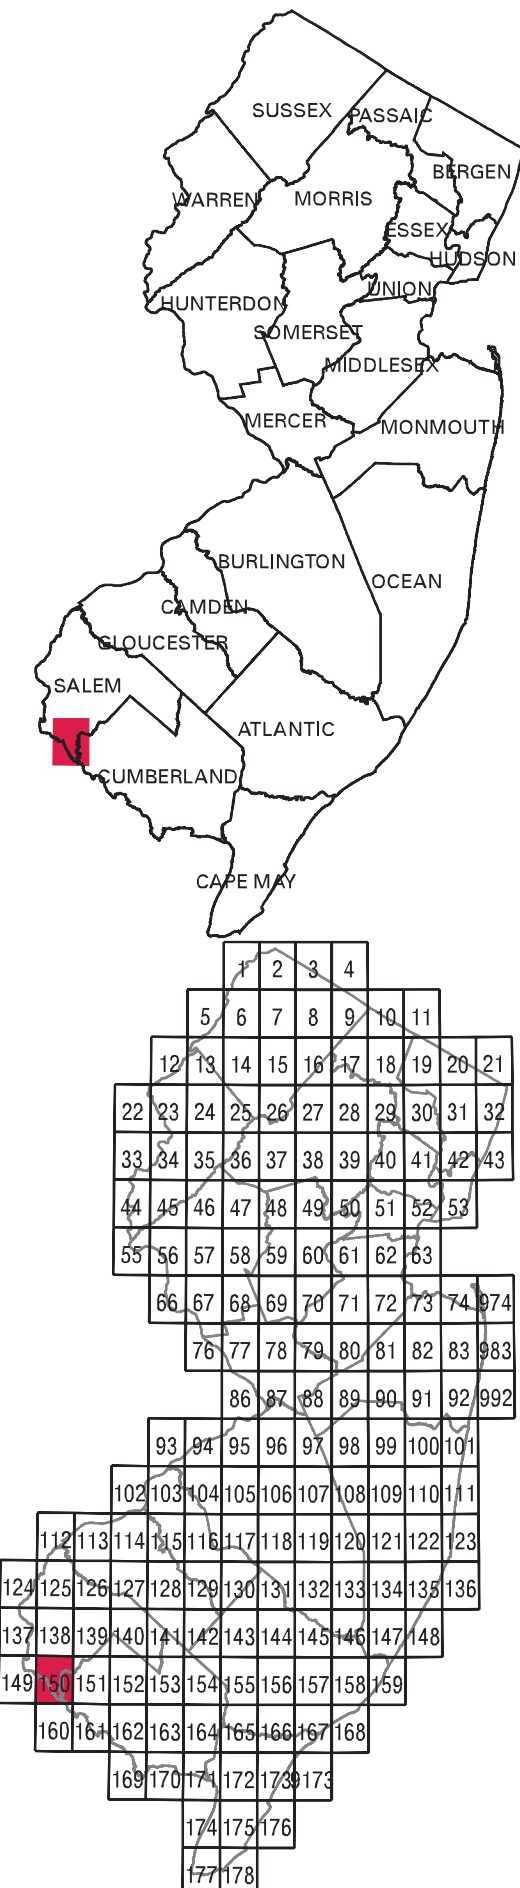 SUSSEX
PASSAIC
BERGEN
WARREN
MORRIS
ESSEX
HUDSON
UNION
HUNTERDON
SOMERSET
MIDDLESEX
MERCER
MONMOUTH
BURLINGTON
OCEAN
CAMDEN
GLOUCESTER
SALEM
ATLANTIC
CUMBERLAND
CAPE MAY
1 2 3 4
5 6 7 8 9 10 11
12 13 14 15 16 17 18 19 20 21
22 23 24 25 26 27 28 29 30 31 32
33 34 35 36 37 38 39 40 41 42 43
44 45 46 47 48 49 50 51 52 53
55 56 57 58 59 60 61 62 63
66 67 68 69 70 71 72 73 74 974
76 77 78 79 80 81 82 83 983
86 87 88 89 90 91 92 992
93 94 95 96 97 98 99 100 101
102 103 104 105 106 107 108 109 110 111
112 113 114 115 116 117 118 119 120 121 122 123
124 125 126 127 128 129 130 131 132 133 134 135 136
137 138 139 140 141 142 143 144 145 146 147 148
149 150 151 152 153 154 155 156 157 158 159
160 161 162 163 164 165 166 167 168
169 170 171 172 173 9173
174 175 176
177 178